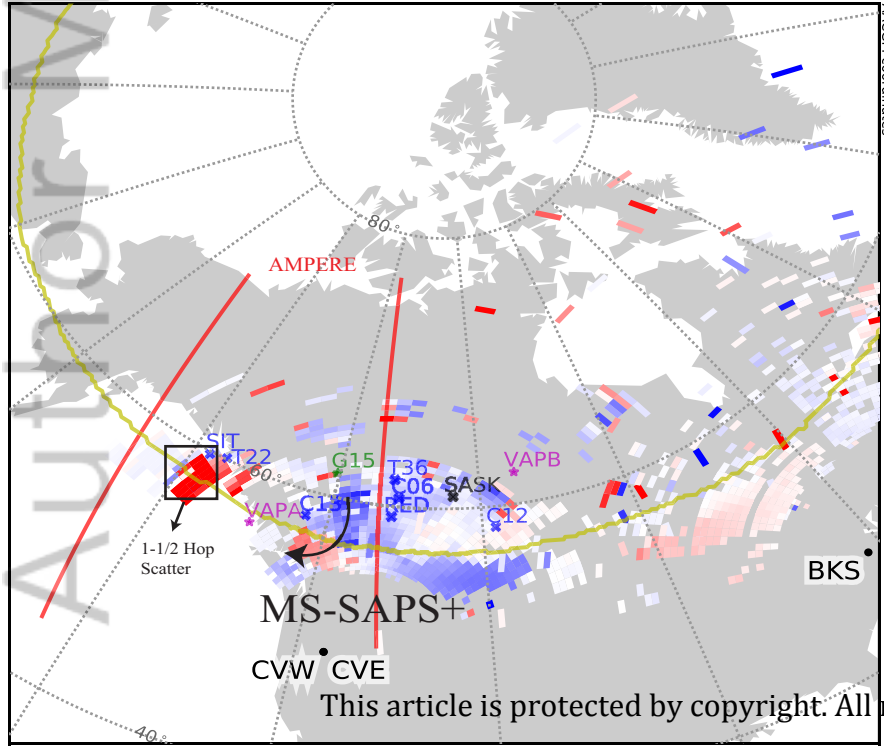 Author M
80°
AMPERE
SIT
T22
60°
G15
T36
VAPB
C06
SASK
VAPA
C13
RED
C12
1-1/2 Hop
Scatter
BKS
MS-SAPS+
CVW CVE
This article is protected by copyright. All
40°